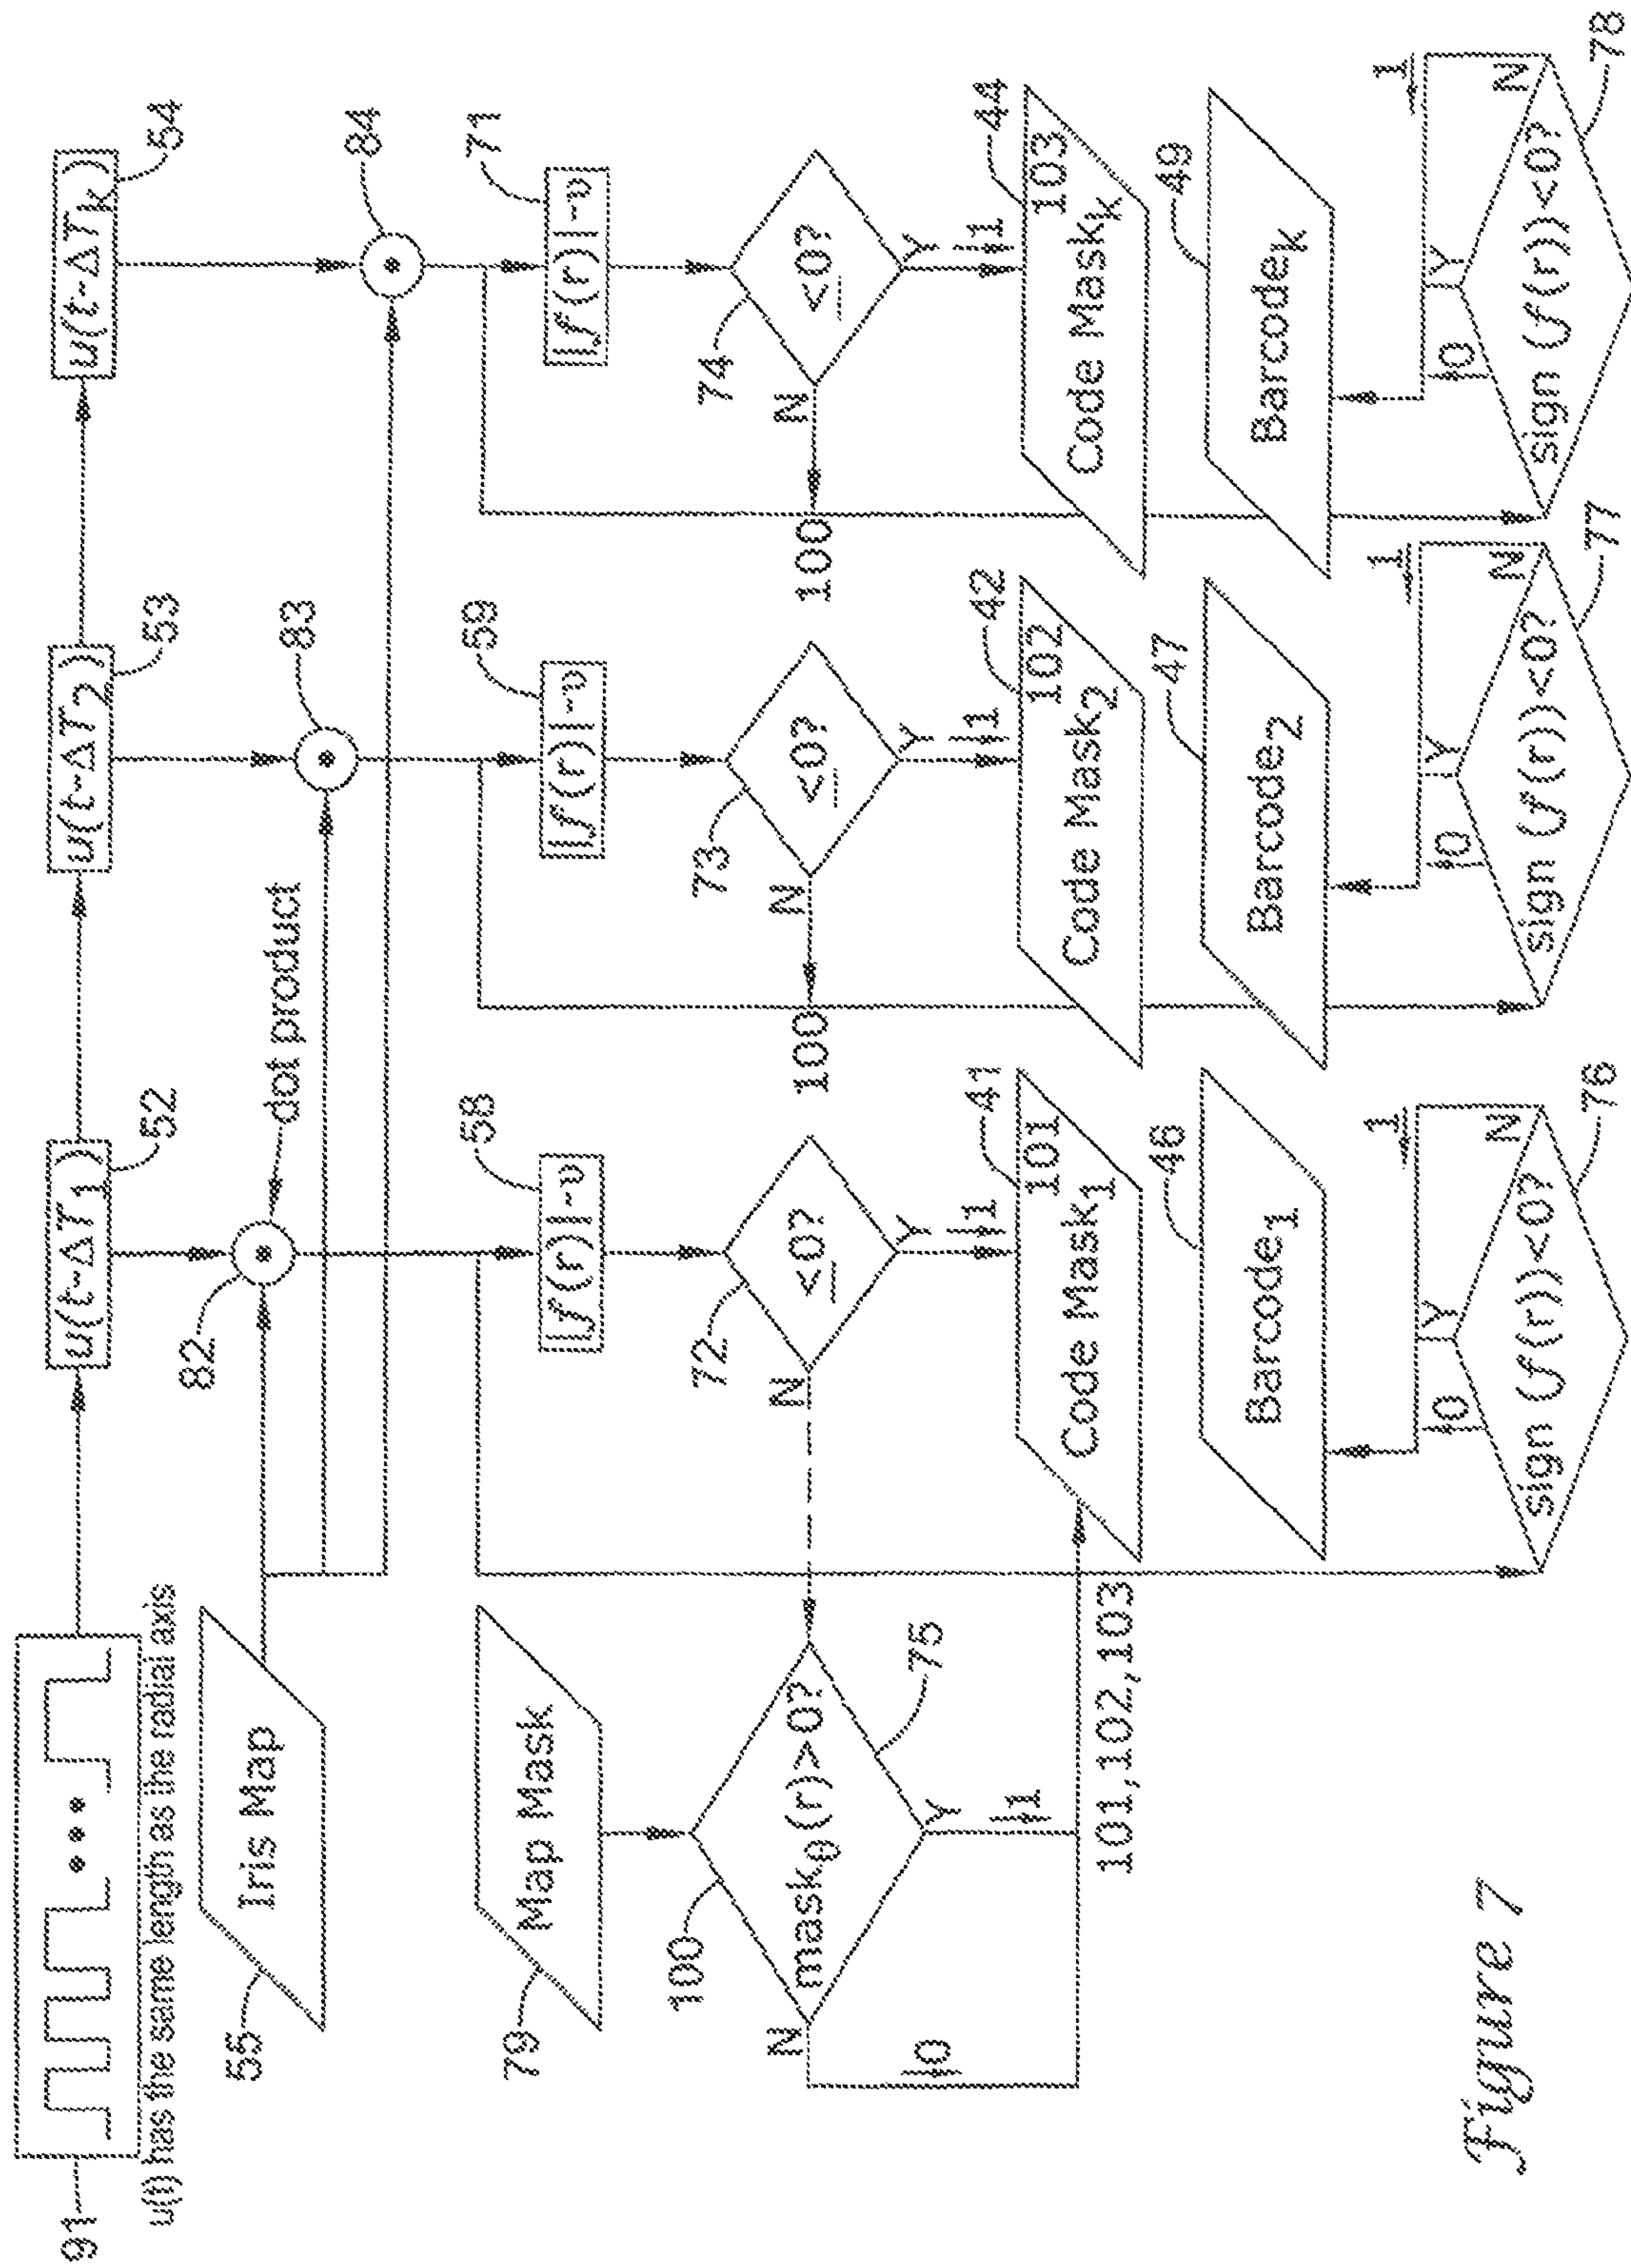 91
u(t) has the same length as the radial axis
u(t-ΔT1)
52
u(t-ΔT2)
53
u(t-ΔTk)
54
55
Iris Map
82
dot product
83
84
79
Map Mask
58
|f(r)|-υ
59
|f(r)|-υ
71
|f(r)|-υ
100
maskθ(r)>0?
75
N
0
Y
1
72
≤0?
N
Y
1
73
≤0?
N
100
Y
1
74
≤0?
N
100
Y
1
101,102,103
41
101
Code Mask1
42
102
Code Mask2
44
103
Code Maskk
46
Barcode1
47
Barcode2
49
Barcodek
0
Y
1
N
sign (f(r))<0?
76
0
Y
1
N
sign (f(r))<0?
77
0
Y
1
N
sign (f(r))<0?
78
Figure 7